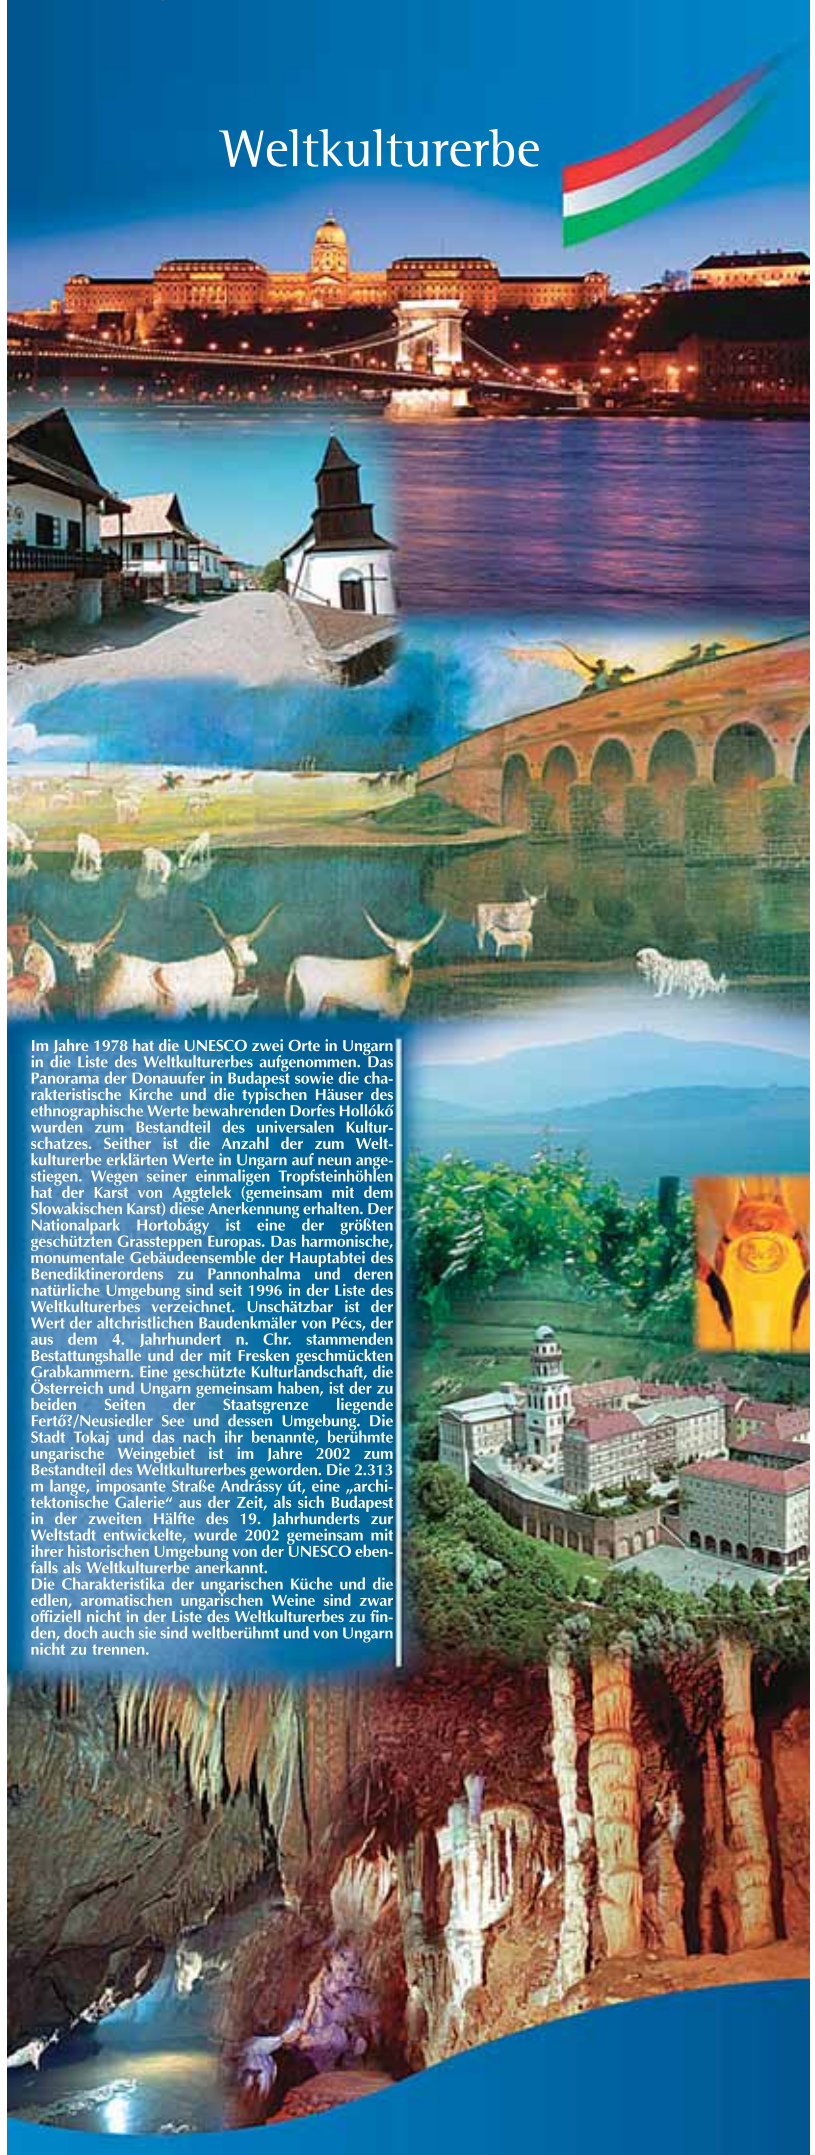 Weltkulturerbe
Im Jahre 1978 hat die UNESCO zwei Orte in Ungarn
in die Liste des Weltkulturerbes aufgenommen. Das
Panorama der Donauufer in Budapest sowie die cha-
rakteristische Kirche und die typischen Häuser des
ethnographische Werte bewahrenden Dorfes Hollókő
wurden zum Bestandteil des universalen Kultur-
schatzes. Seither ist die Anzahl der zum Welt-
kulturerbe erklärten Werte in Ungarn auf neun ange-
stiegen. Wegen seiner einmaligen Tropfsteinhöhlen
hat der Karst von Aggtelek (gemeinsam mit dem
Slowakischen Karst) diese Anerkennung erhalten. Der
Nationalpark Hortobágy ist eine der größten
geschützten Grassteppen Europas. Das harmonische,
monumentale Gebäudeensemble der Hauptabtei des
Benediktinerordens zu Pannonhalma und deren
natürliche Umgebung sind seit 1996 in der Liste des
Weltkulturerbes verzeichnet. Unschätzbar ist der
Wert der altchristlichen Baudenkmäler von Pécs, der
aus dem 4. Jahrhundert n. Chr. stammenden
Bestattungshalle und der mit Fresken geschmückten
Grabkammern. Eine geschützte Kulturlandschaft, die
Österreich und Ungarn gemeinsam haben, ist der zu
beiden Seiten der Staatsgrenze liegende
Fertő?/Neusiedler See und dessen Umgebung. Die
Stadt Tokaj und das nach ihr benannte, berühmte
ungarische Weingebiet ist im Jahre 2002 zum
Bestandteil des Weltkulturerbes geworden. Die 2.313
m lange, imposante Straße Andrássy út, eine „archi-
tektonische Galerie“ aus der Zeit, als sich Budapest
in der zweiten Hälfte des 19. Jahrhunderts zur
Weltstadt entwickelte, wurde 2002 gemeinsam mit
ihrer historischen Umgebung von der UNESCO eben-
falls als Weltkulturerbe anerkannt.
Die Charakteristika der ungarischen Küche und die
edlen, aromatischen ungarischen Weine sind zwar
offiziell nicht in der Liste des Weltkulturerbes zu fin-
den, doch auch sie sind weltberühmt und von Ungarn
nicht zu trennen.